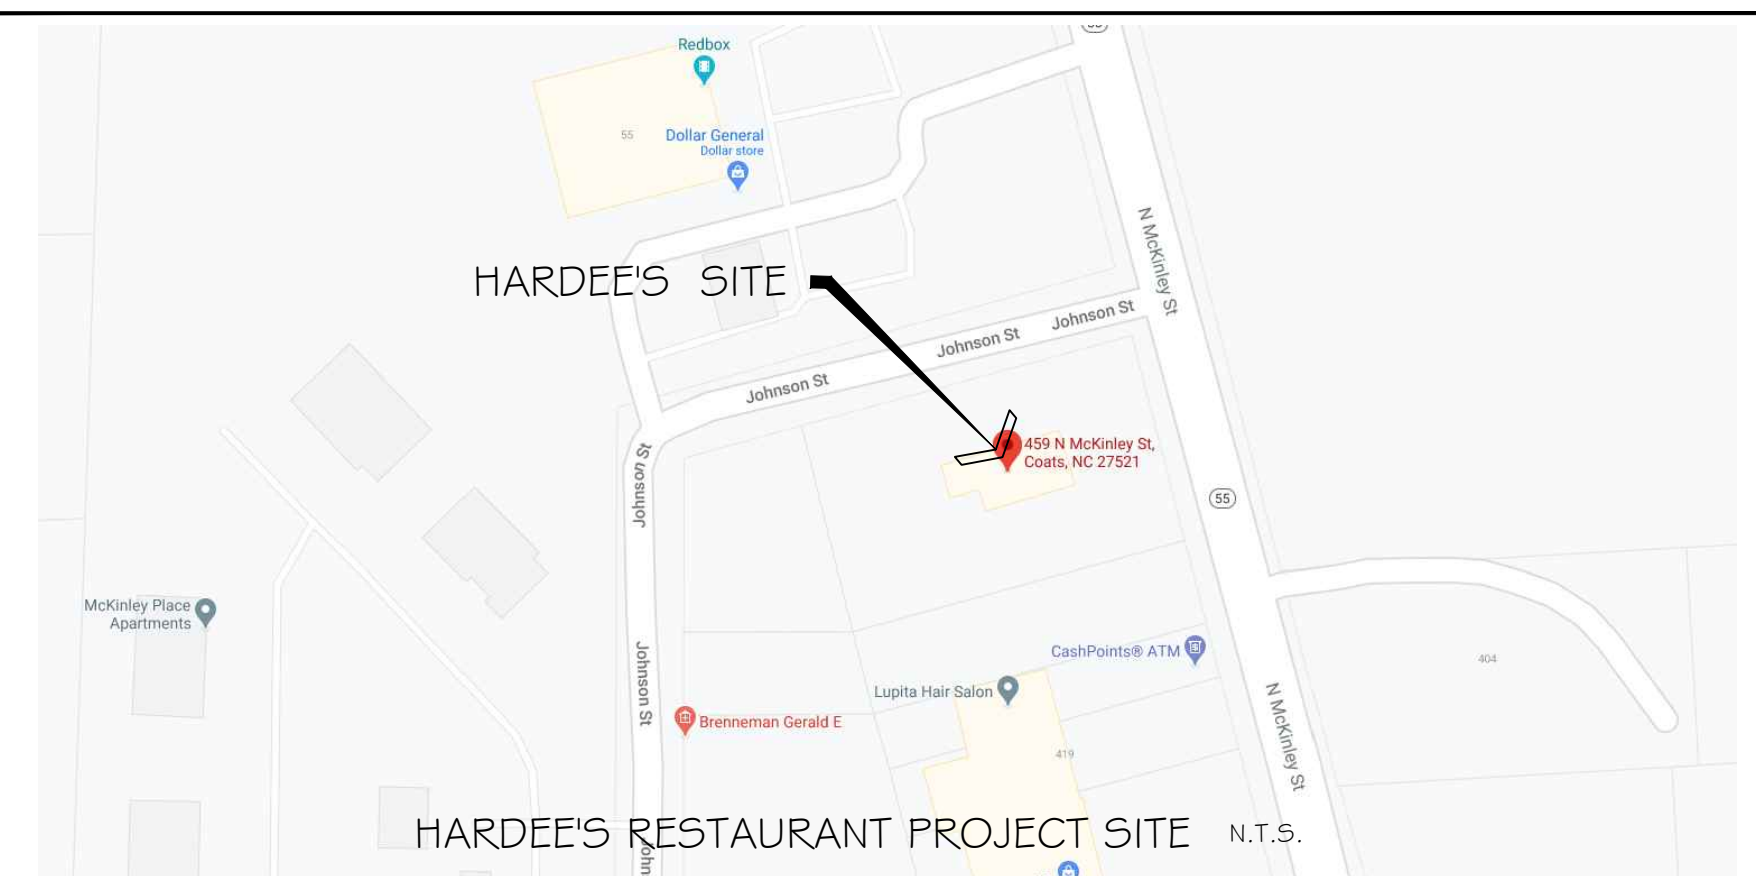 55
Redbox
55
Dollar General
Dollar store
N McKinley St
HARDEE'S SITE
Johnson St
Johnson St
Johnson St
459 N McKinley St,
Coats, NC 27521
Johnson St
55
McKinley Place
Apartments
CashPoints® ATM
404
Johnson St
Lupita Hair Salon
N McKinley St
Brenneman Gerald E
419
HARDEE'S RESTAURANT PROJECT SITE N.T.S.
John